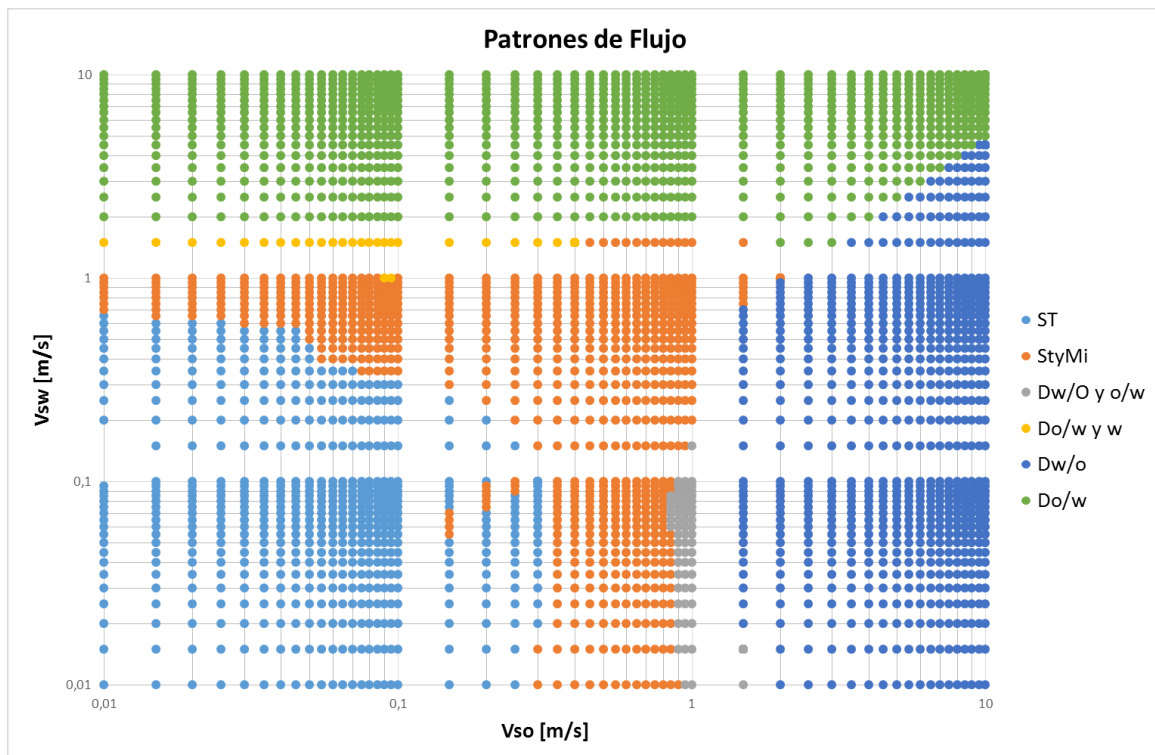 Patrones de Flujo
10
1
0,1
0,01
0,01
0,1
1
10
Vsw [m/s]
Vso [m/s]
ST
StyMi
Dw/O y o/w
Do/w y w
Dw/o
Do/w